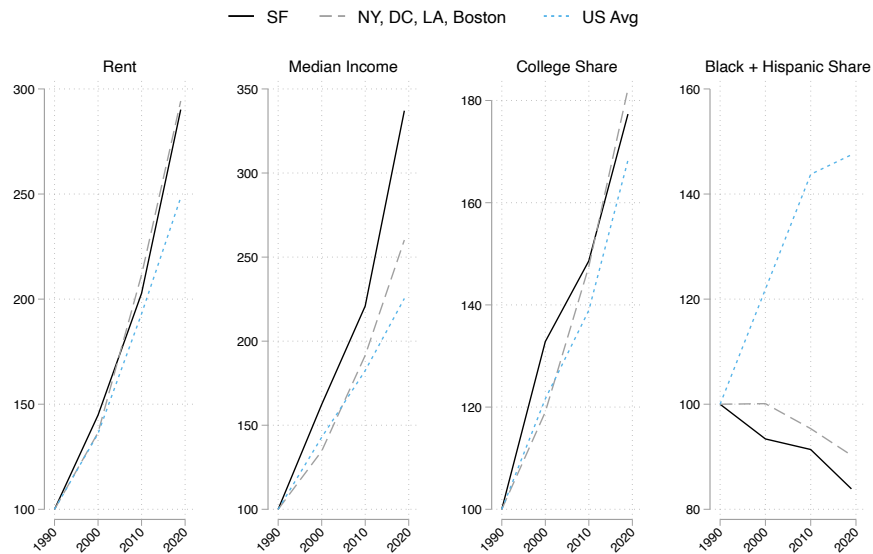 SF NY, DC, LA, Boston US Avg
Rent Median Income College Share Black + Hispanic Share
300 350 180 160
250 300 160 140
200 250 140 120
150 200 120 100
100 150 100 80
100
1990 2000 2010 2020 1990 2000 2010 2020 1990 2000 2010 2020 1990 2000 2010 2020